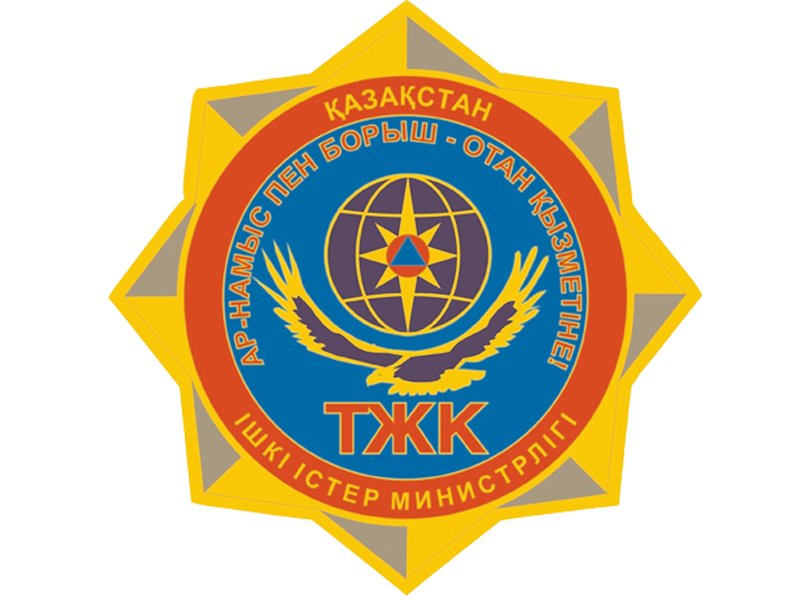 ҚАЗАҚСТАН
АР-НАМЫС ПЕН БОРЫШ - ОТАН ҚЫЗМЕТІНЕ!
ТЖК
ІШКІ ІСТЕР МИНИСТРЛІГІ